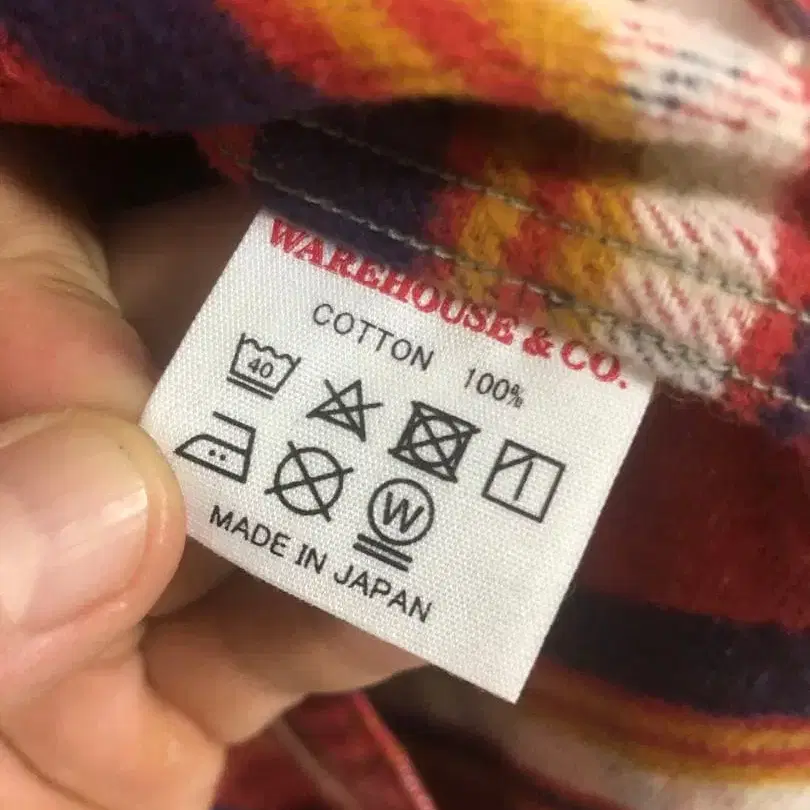 WAREHOUSE & CO.
COTTON 100%
40
W
MADE IN JAPAN